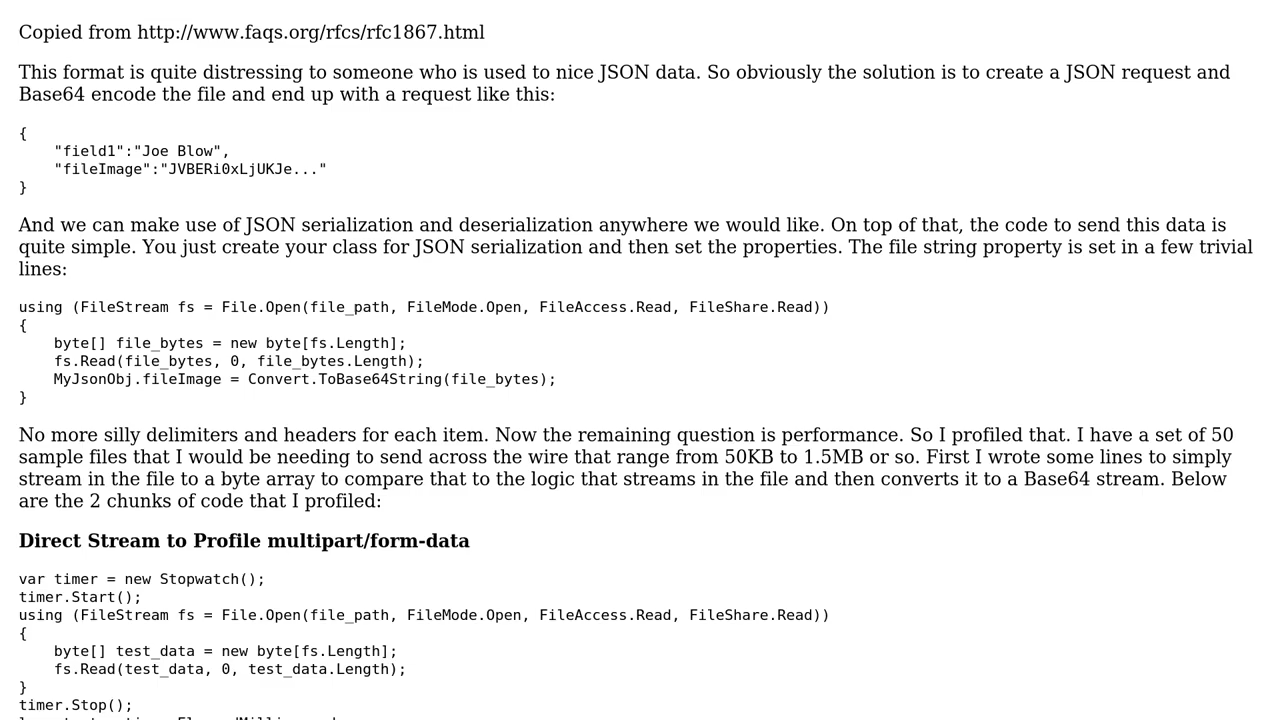 Copied from http://www.faqs.org/rfcs/rfc1867.html
This format is quite distressing to someone who is used to nice JSON data. So obviously the solution is to create a JSON request and
Base64 encode the file and end up with a request like this:
{
    "field1":"Joe Blow",
    "fileImage":"JVBERi0xLjUKJe..."
}
And we can make use of JSON serialization and deserialization anywhere we would like. On top of that, the code to send this data is
quite simple. You just create your class for JSON serialization and then set the properties. The file string property is set in a few trivial
lines:
using (FileStream fs = File.Open(file_path, FileMode.Open, FileAccess.Read, FileShare.Read))
{
    byte[] file_bytes = new byte[fs.Length];
    fs.Read(file_bytes, 0, file_bytes.Length);
    MyJsonObj.fileImage = Convert.ToBase64String(file_bytes);
}
No more silly delimiters and headers for each item. Now the remaining question is performance. So I profiled that. I have a set of 50
sample files that I would be needing to send across the wire that range from 50KB to 1.5MB or so. First I wrote some lines to simply
stream in the file to a byte array to compare that to the logic that streams in the file and then converts it to a Base64 stream. Below
are the 2 chunks of code that I profiled:
Direct Stream to Profile multipart/form-data
var timer = new Stopwatch();
timer.Start();
using (FileStream fs = File.Open(file_path, FileMode.Open, FileAccess.Read, FileShare.Read))
{
    byte[] test_data = new byte[fs.Length];
    fs.Read(test_data, 0, test_data.Length);
}
timer.Stop();